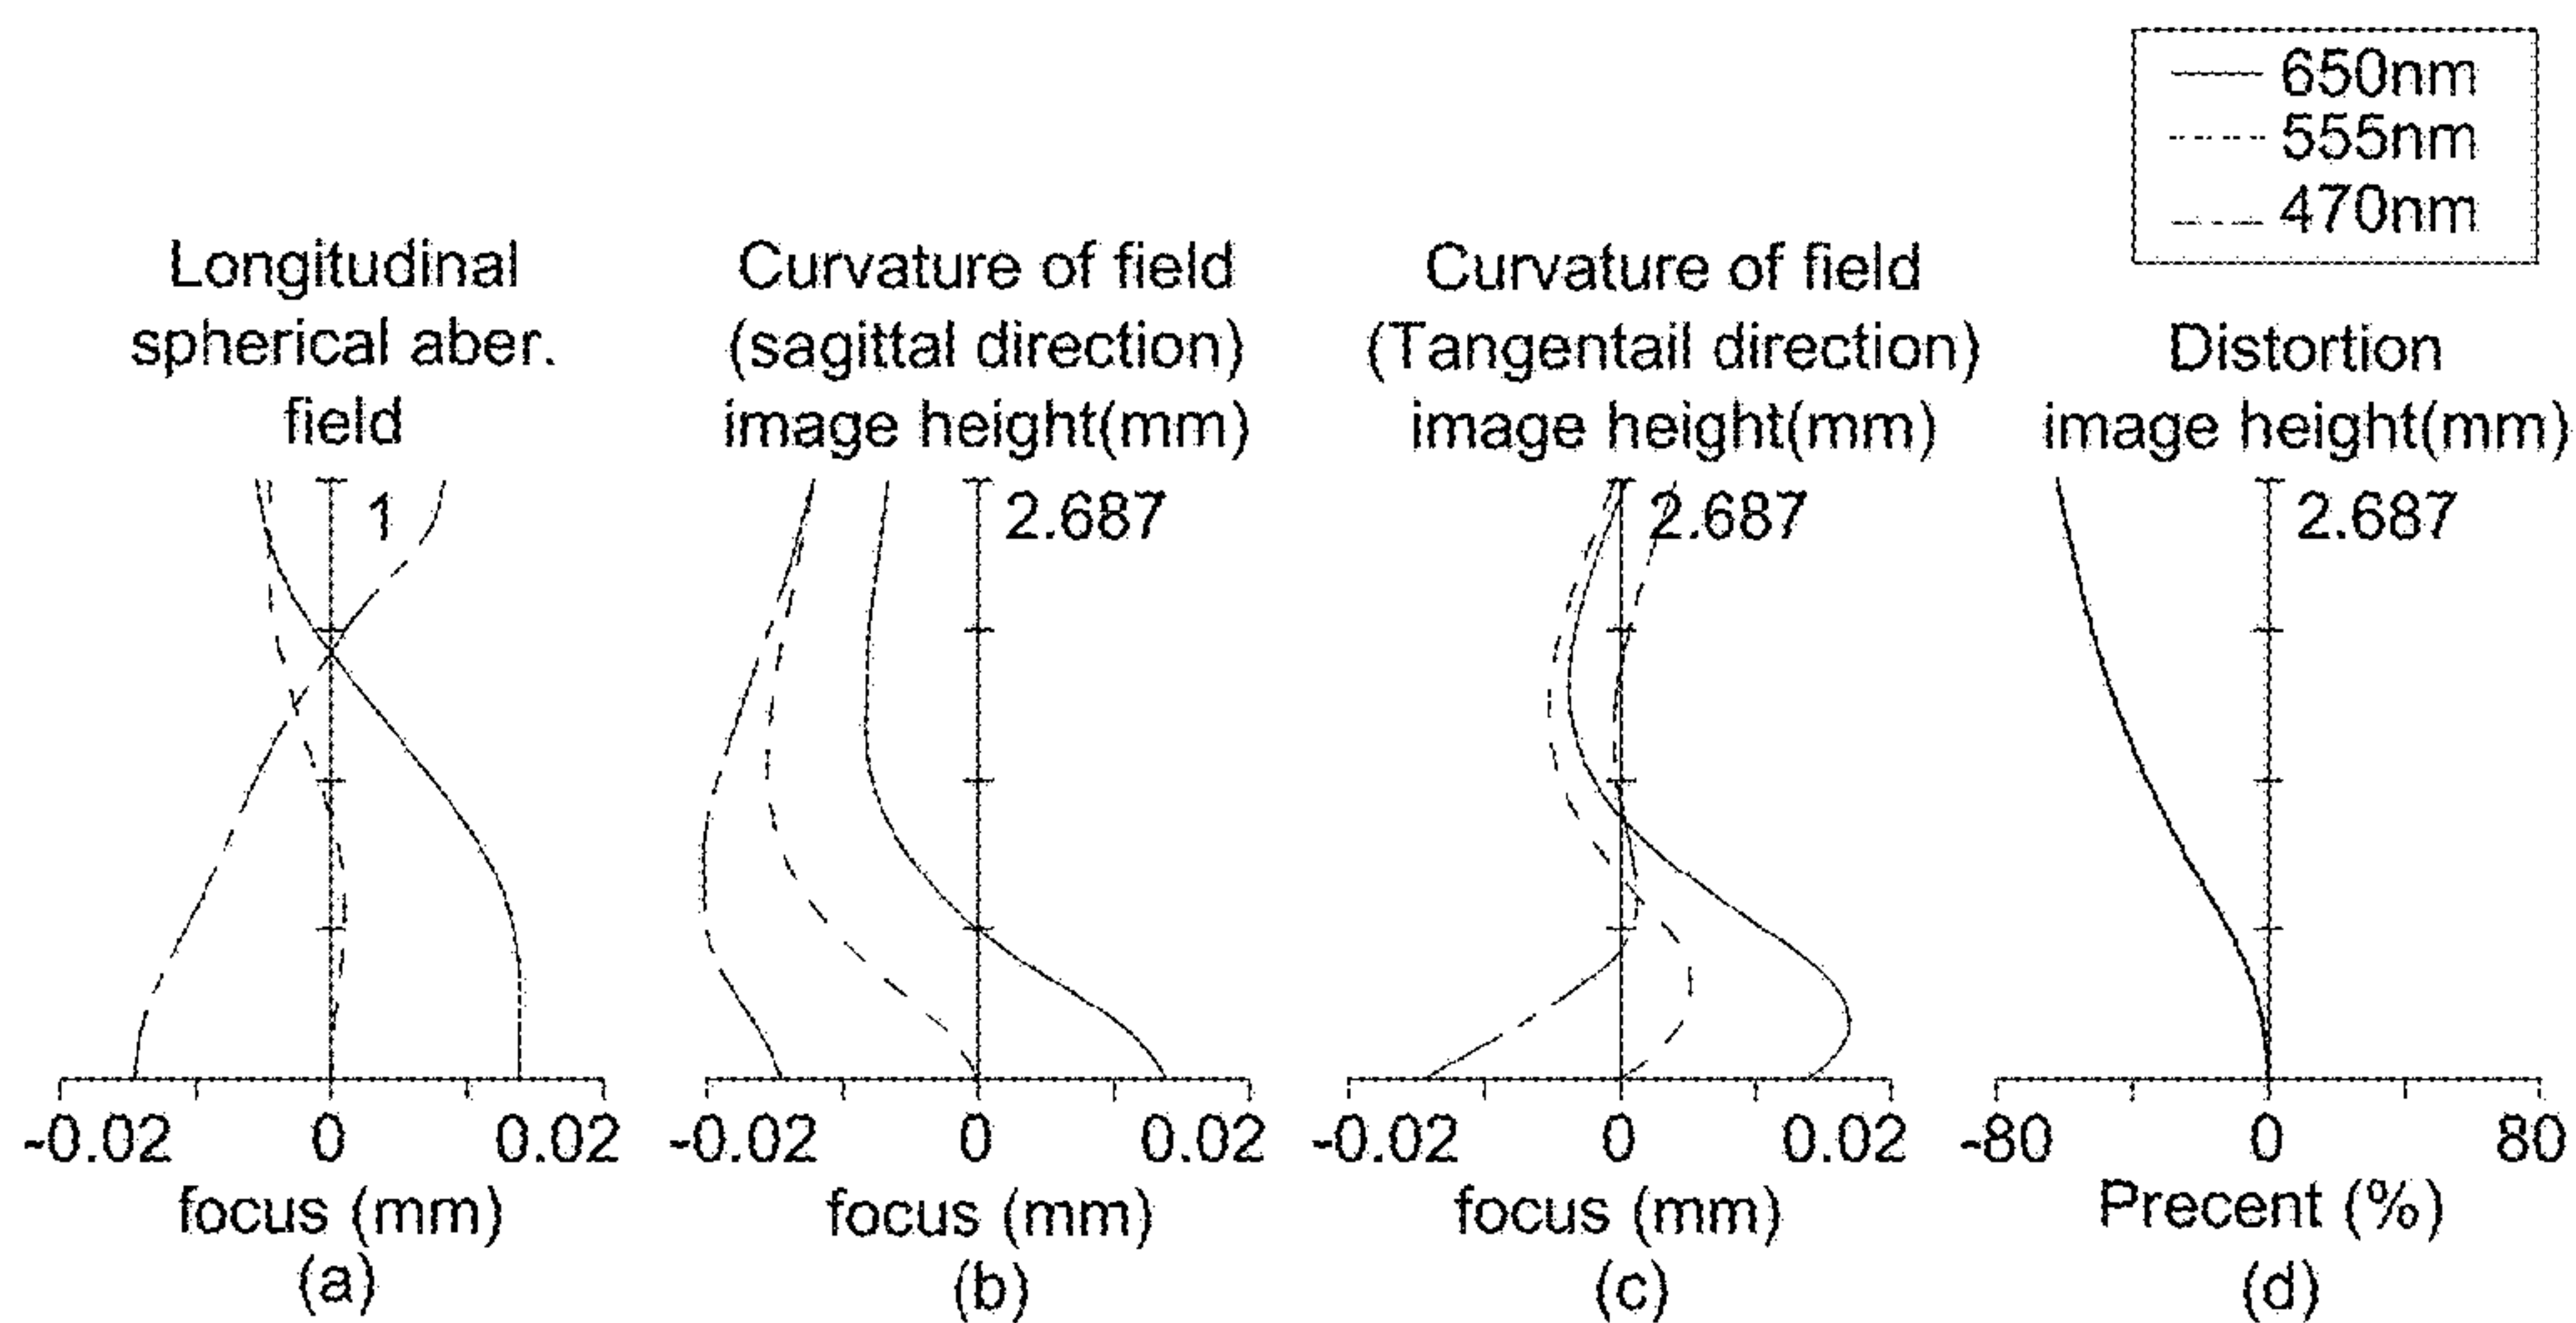 650nm
555nm
470nm
Longitudinal
spherical aber.
field
1
-0.02 0 0.02
focus (mm)
(a)
Curvature of field
(sagittal direction)
image height(mm)
2.687
-0.02 0 0.02
focus (mm)
(b)
Curvature of field
(Tangentail direction)
image height(mm)
2.687
-0.02 0 0.02
focus (mm)
(c)
Distortion
image height(mm)
2.687
-80 0 80
Precent (%)
(d)